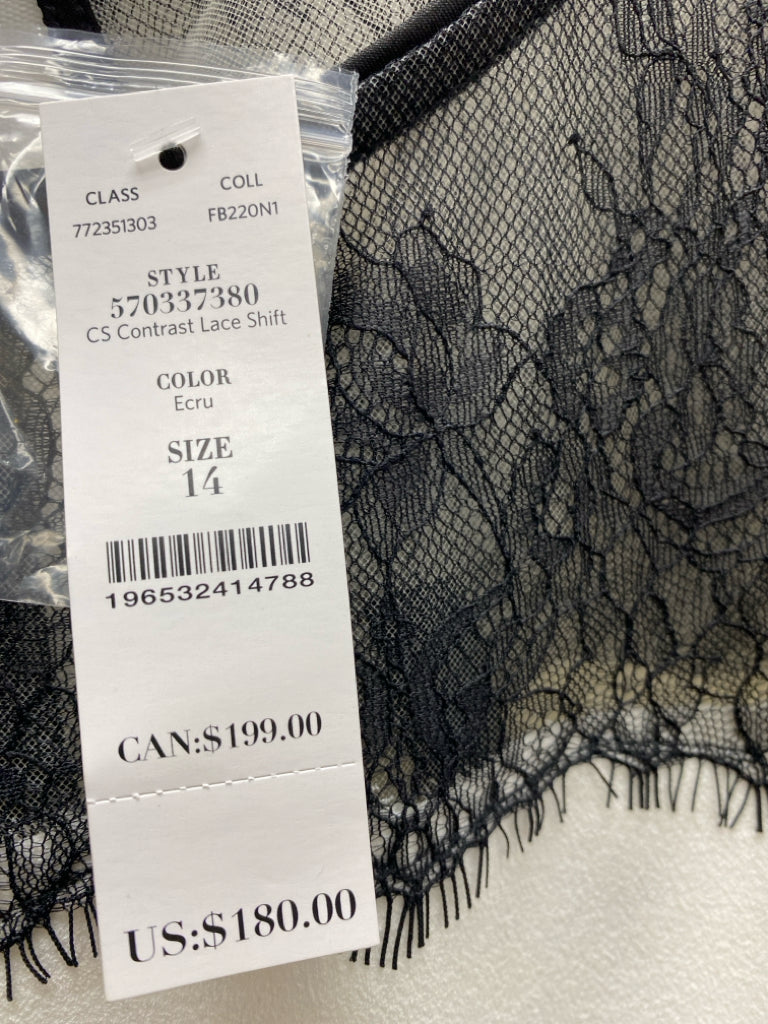 CLASS COLL
772351303 FB220N1
STYLE
570337380
CS Contrast Lace Shift
COLOR
Ecru
SIZE
14
196532414788
CAN:$199.00
US:$180.00